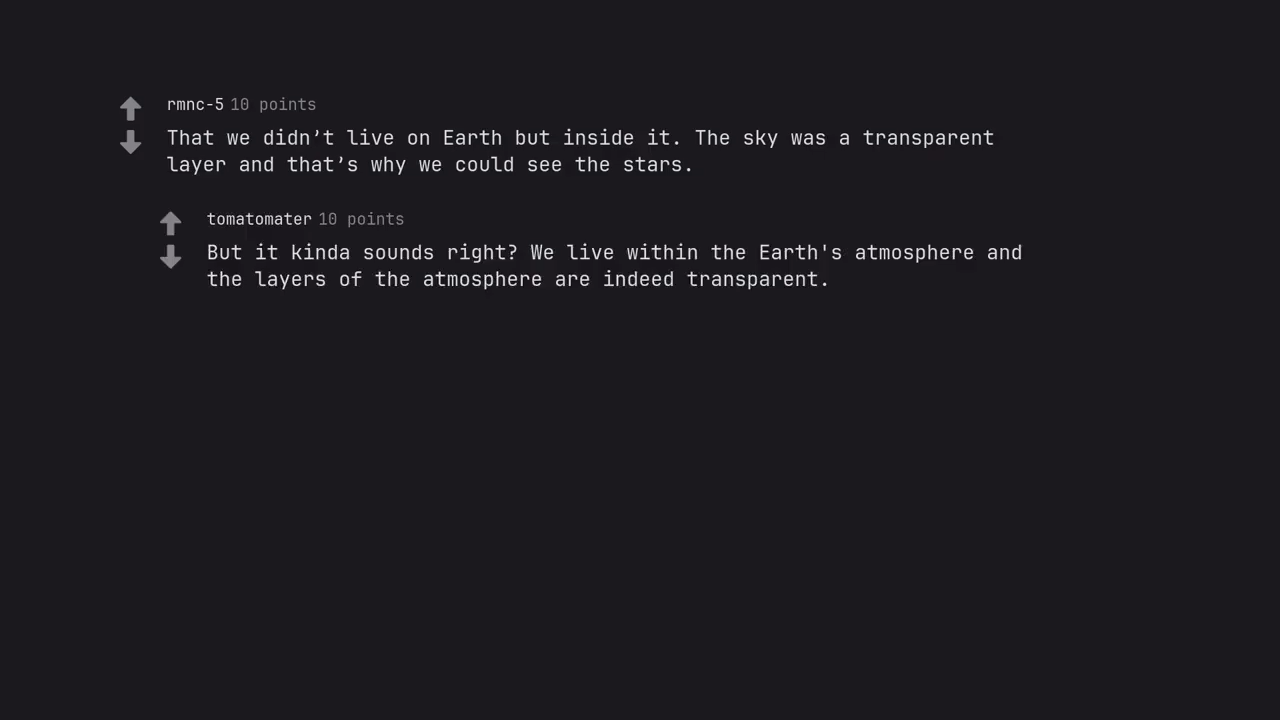 rmnc-5 10 points
That we didn’t live on Earth but inside it. The sky was a transparent
layer and that’s why we could see the stars.
tomatomater 10 points
But it kinda sounds right? We live within the Earth's atmosphere and
the layers of the atmosphere are indeed transparent.